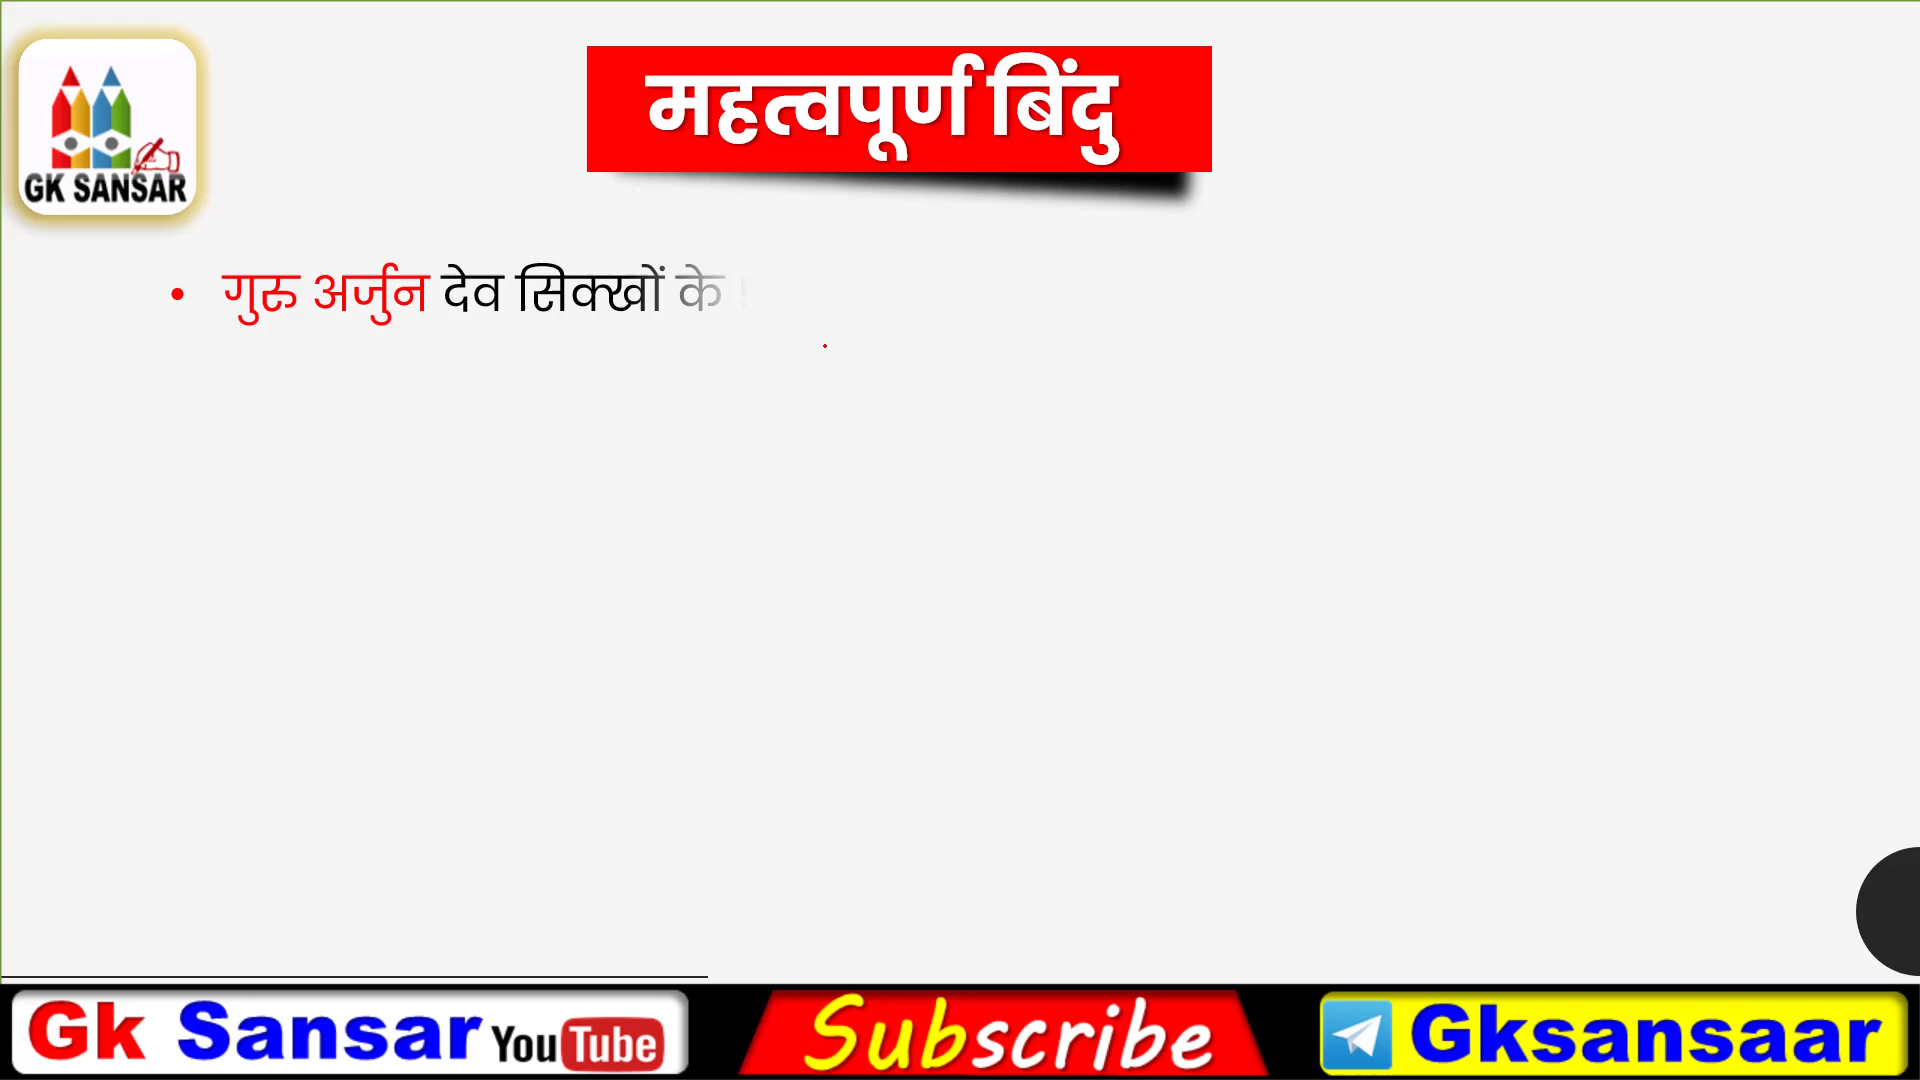 महत्वपूर्ण बिंदु
GK SANSAR
• गुरु अर्जुन देव सिक्खों के
Gk Sansar YouTube
Subscribe
Gksansaar